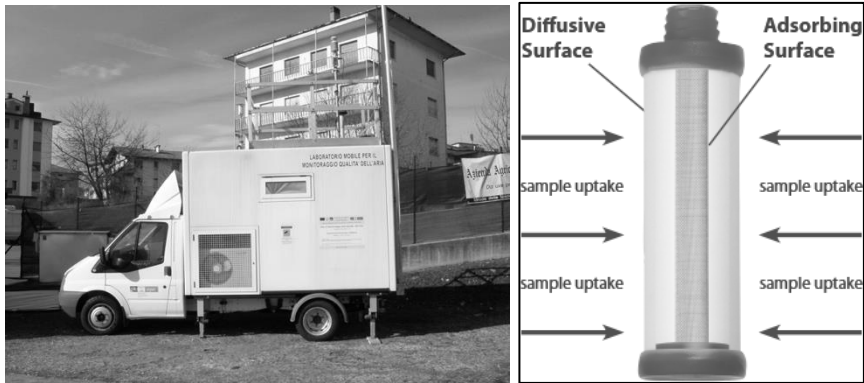 LABORATORIO MOBILE PER IL
MONITORAGGIO QUALITA' DELL'ARIA
Azienda Agri
Diffusive
Surface
Adsorbing
Surface
sample uptake
sample uptake
sample uptake
sample uptake